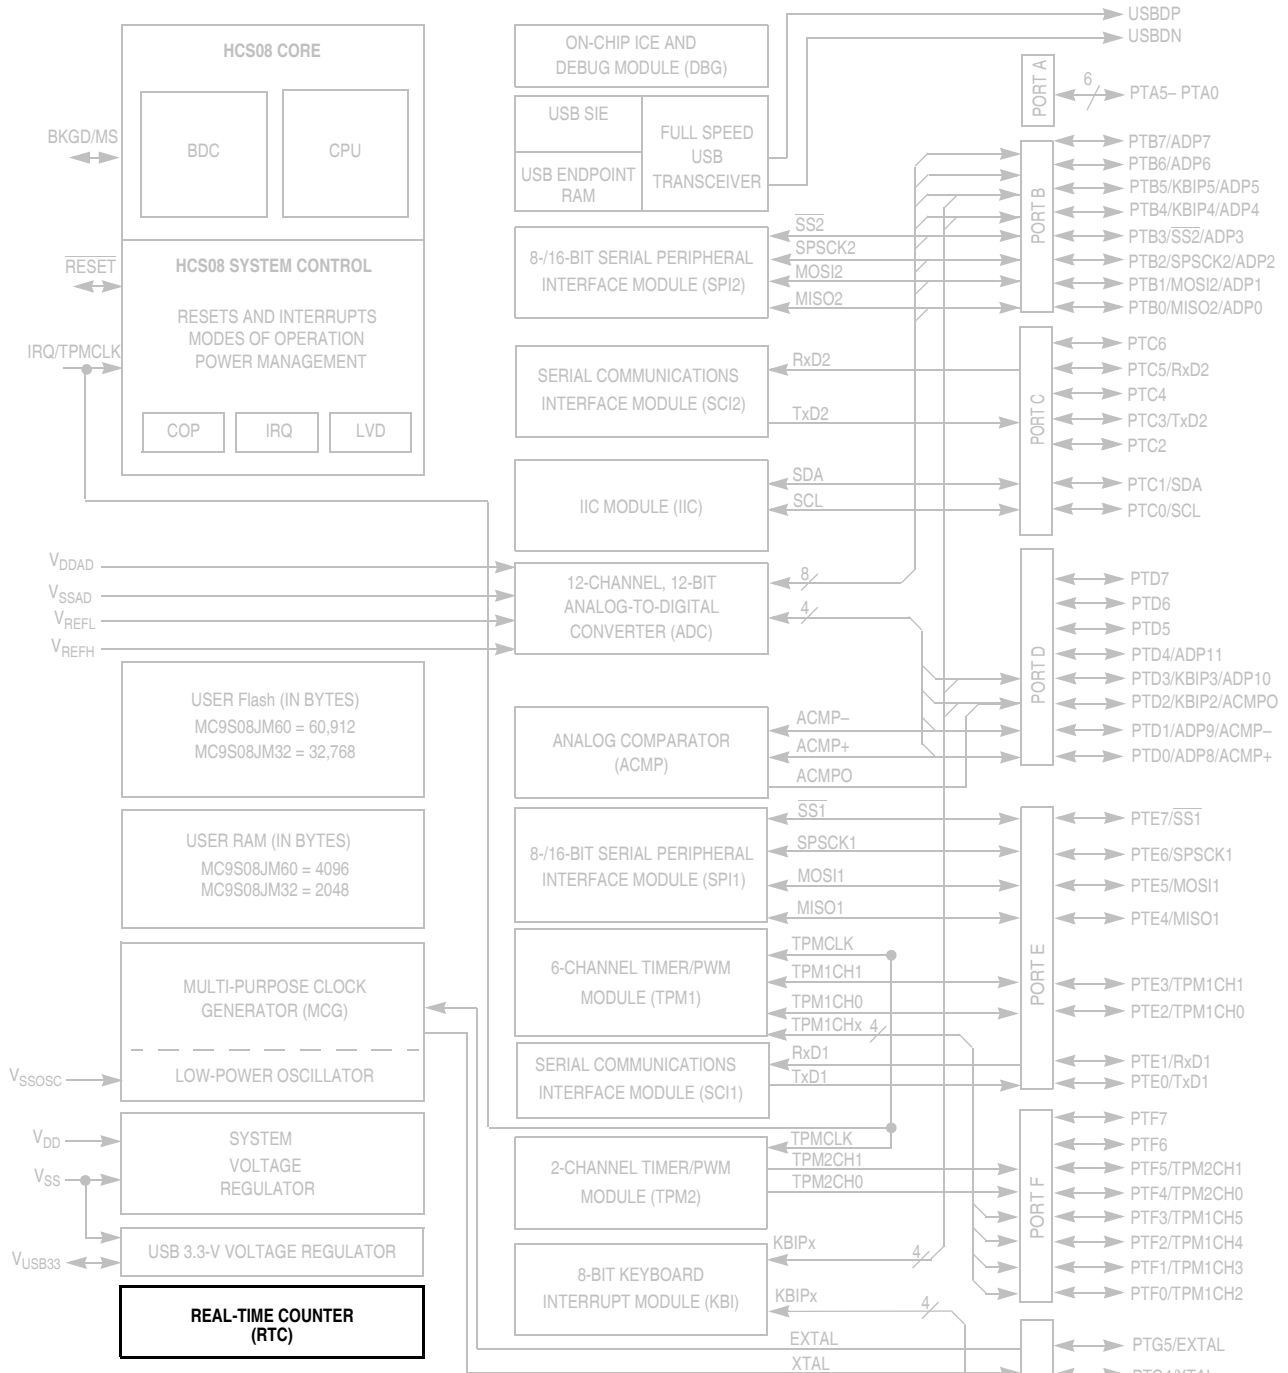 HCS08 CORE
BDC
CPU
BKGD/MS
HCS08 SYSTEM CONTROL
RESET
RESETS AND INTERRUPTS
MODES OF OPERATION
POWER MANAGEMENT
IRQ/TPMCLK
COP
IRQ
LVD
VDDAD
VSSAD
VREFL
VREFH
USER Flash (IN BYTES)
MC9S08JM60 = 60,912
MC9S08JM32 = 32,768
USER RAM (IN BYTES)
MC9S08JM60 = 4096
MC9S08JM32 = 2048
MULTI-PURPOSE CLOCK
GENERATOR (MCG)
LOW-POWER OSCILLATOR
VSSOSC
VDD
VSS
SYSTEM
VOLTAGE
REGULATOR
USB 3.3-V VOLTAGE REGULATOR
VUSB33
REAL-TIME COUNTER
(RTC)
ON-CHIP ICE AND
DEBUG MODULE (DBG)
USB SIE
USB ENDPOINT
RAM
FULL SPEED
USB
TRANSCEIVER
8-/16-BIT SERIAL PERIPHERAL
INTERFACE MODULE (SPI2)
SERIAL COMMUNICATIONS
INTERFACE MODULE (SCI2)
IIC MODULE (IIC)
12-CHANNEL, 12-BIT
ANALOG-TO-DIGITAL
CONVERTER (ADC)
ANALOG COMPARATOR
(ACMP)
8-/16-BIT SERIAL PERIPHERAL
INTERFACE MODULE (SPI1)
6-CHANNEL TIMER/PWM
MODULE (TPM1)
SERIAL COMMUNICATIONS
INTERFACE MODULE (SCI1)
2-CHANNEL TIMER/PWM
MODULE (TPM2)
8-BIT KEYBOARD
INTERRUPT MODULE (KBI)
SS2
SPSCK2
MOSI2
MISO2
RxD2
TxD2
SDA
SCL
8
4
ACMP–
ACMP+
ACMPO
SS1
SPSCK1
MOSI1
MISO1
TPMCLK
TPM1CH1
TPM1CH0
TPM1CHx 4
RxD1
TxD1
TPMCLK
TPM2CH1
TPM2CH0
KBIPx
4
KBIPx
4
EXTAL
XTAL
USBDP
USBDN
PORT A
6
PTA5– PTA0
PORT B
PTB7/ADP7
PTB6/ADP6
PTB5/KBIP5/ADP5
PTB4/KBIP4/ADP4
PTB3/SS2/ADP3
PTB2/SPSCK2/ADP2
PTB1/MOSI2/ADP1
PTB0/MISO2/ADP0
PORT C
PTC6
PTC5/RxD2
PTC4
PTC3/TxD2
PTC2
PTC1/SDA
PTC0/SCL
PORT D
PTD7
PTD6
PTD5
PTD4/ADP11
PTD3/KBIP3/ADP10
PTD2/KBIP2/ACMPO
PTD1/ADP9/ACMP–
PTD0/ADP8/ACMP+
PORT E
PTE7/SS1
PTE6/SPSCK1
PTE5/MOSI1
PTE4/MISO1
PTE3/TPM1CH1
PTE2/TPM1CH0
PTE1/RxD1
PTE0/TxD1
PORT F
PTF7
PTF6
PTF5/TPM2CH1
PTF4/TPM2CH0
PTF3/TPM1CH5
PTF2/TPM1CH4
PTF1/TPM1CH3
PTF0/TPM1CH2
PTG5/EXTAL